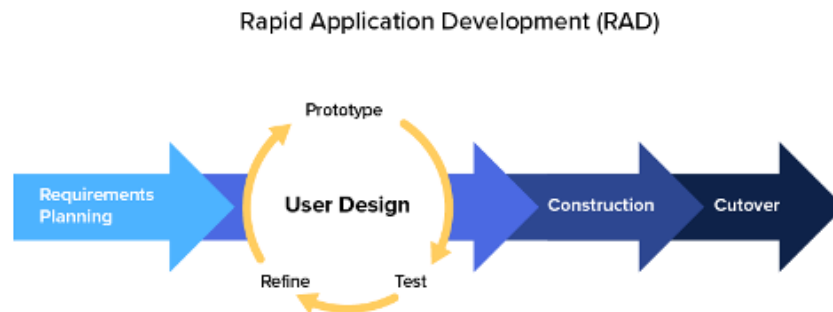 Rapid Application Development (RAD)
Prototype
Requirements
Planning
User Design
Construction
Cutover
Refine
Test